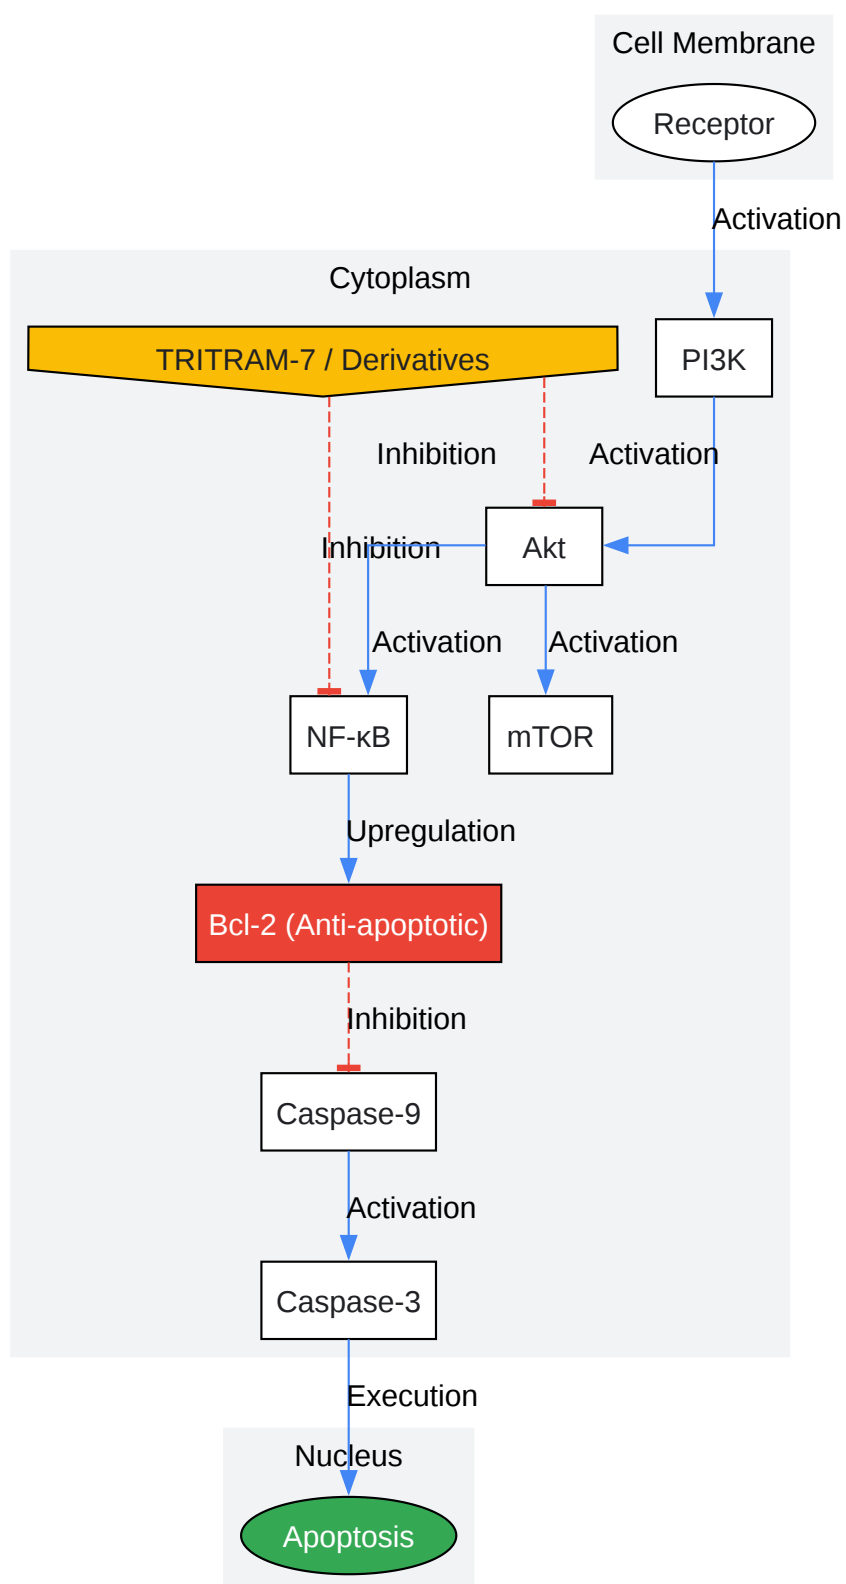 Cell Membrane
Receptor
Activation
Cytoplasm
TRITRAM-7 / Derivatives
PI3K
Inhibition
Activation
Inhibition
Akt
Activation
Activation
NF-κB
mTOR
Upregulation
Bcl-2 (Anti-apoptotic)
Inhibition
Caspase-9
Activation
Caspase-3
Execution
Nucleus
Apoptosis